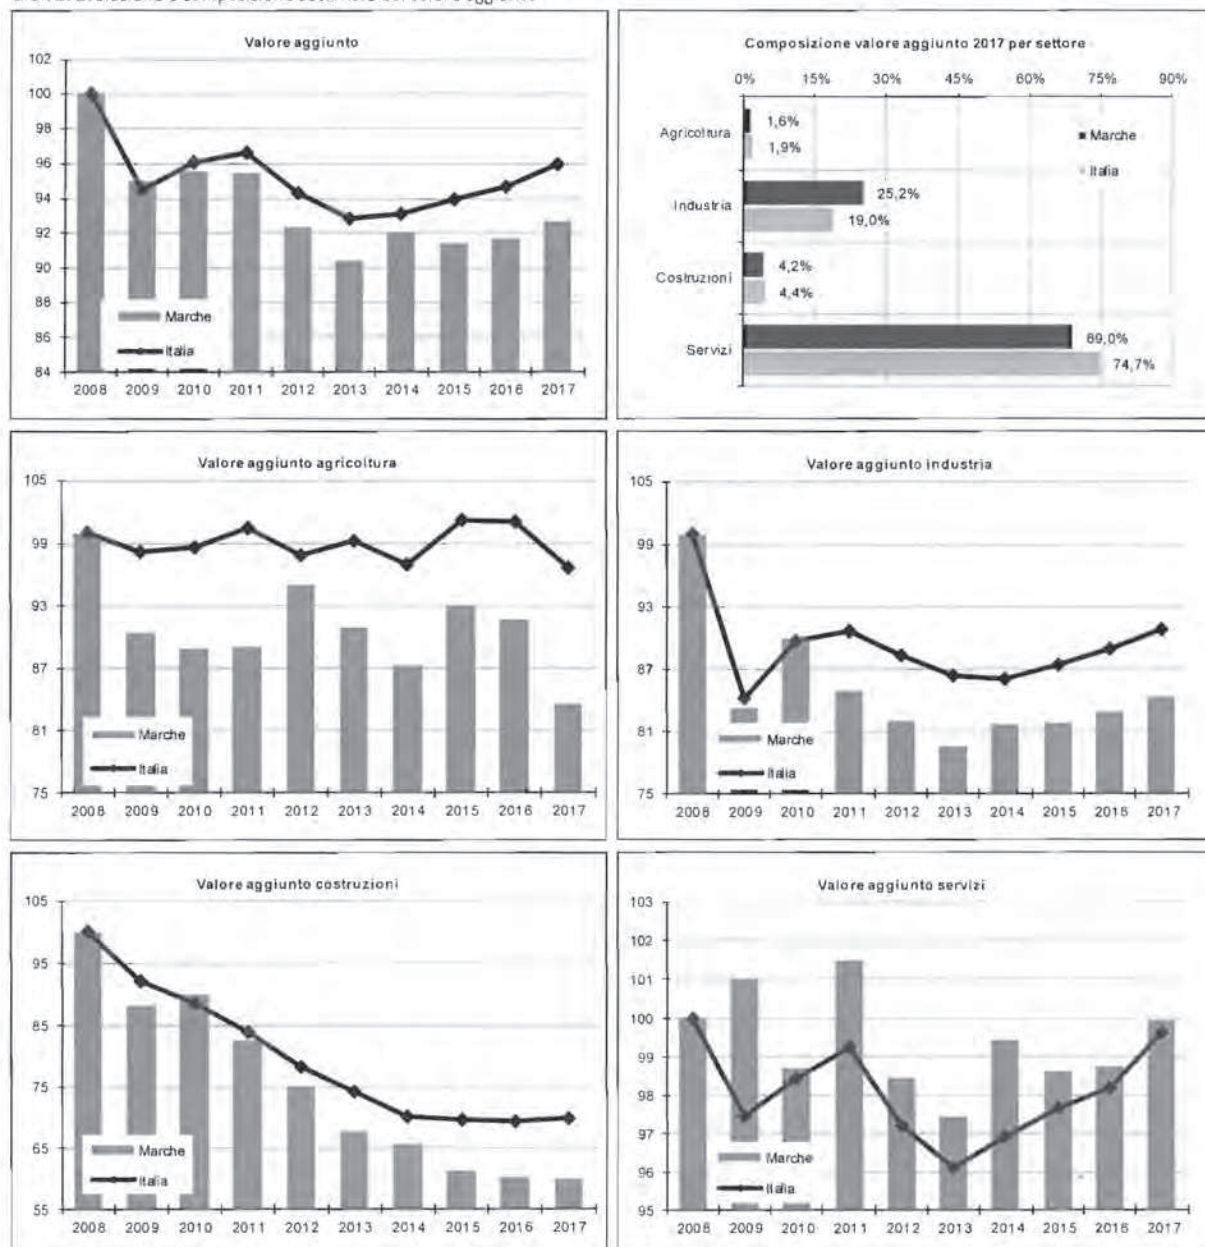 Valore aggiunto
102
100
98
96
94
92
90
88
86
84
Marche
Italia
2008 2009 2010 2011 2012 2013 2014 2015 2016 2017
Composizione valore aggiunto 2017 per settore
0% 15% 30% 45% 60% 75% 90%
Agricoltura
1,6%
1,9%
Marche
Italia
Industria
25,2%
19,0%
Costruzioni
4,2%
4,4%
Servizi
69,0%
74,7%
Valore aggiunto agricoltura
105
99
93
87
81
75
Marche
Italia
2008 2009 2010 2011 2012 2013 2014 2015 2016 2017
Valore aggiunto industria
105
99
93
87
81
75
Marche
Italia
2008 2009 2010 2011 2012 2013 2014 2015 2016 2017
Valore aggiunto costruzioni
105
95
85
75
65
55
Marche
Italia
2008 2009 2010 2011 2012 2013 2014 2015 2016 2017
Valore aggiunto servizi
103
102
101
100
99
98
97
96
95
Marche
Italia
2008 2009 2010 2011 2012 2013 2014 2015 2016 2017